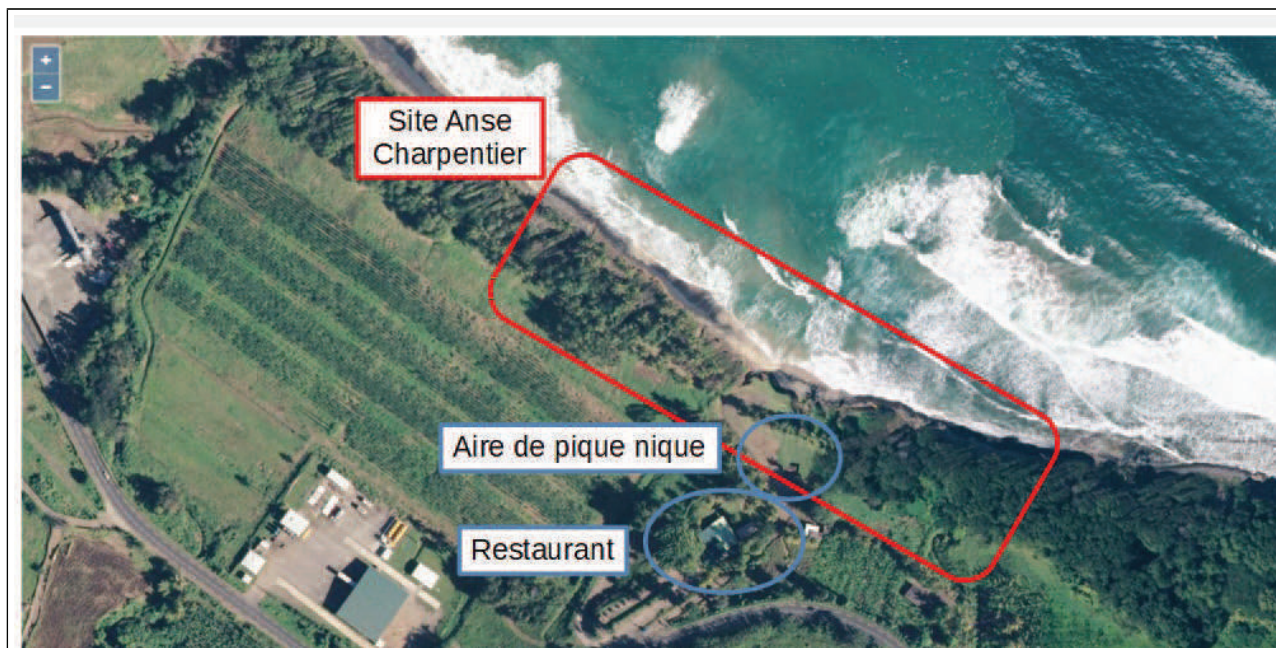 +
−
Site Anse
Charpentier
Aire de pique nique
Restaurant